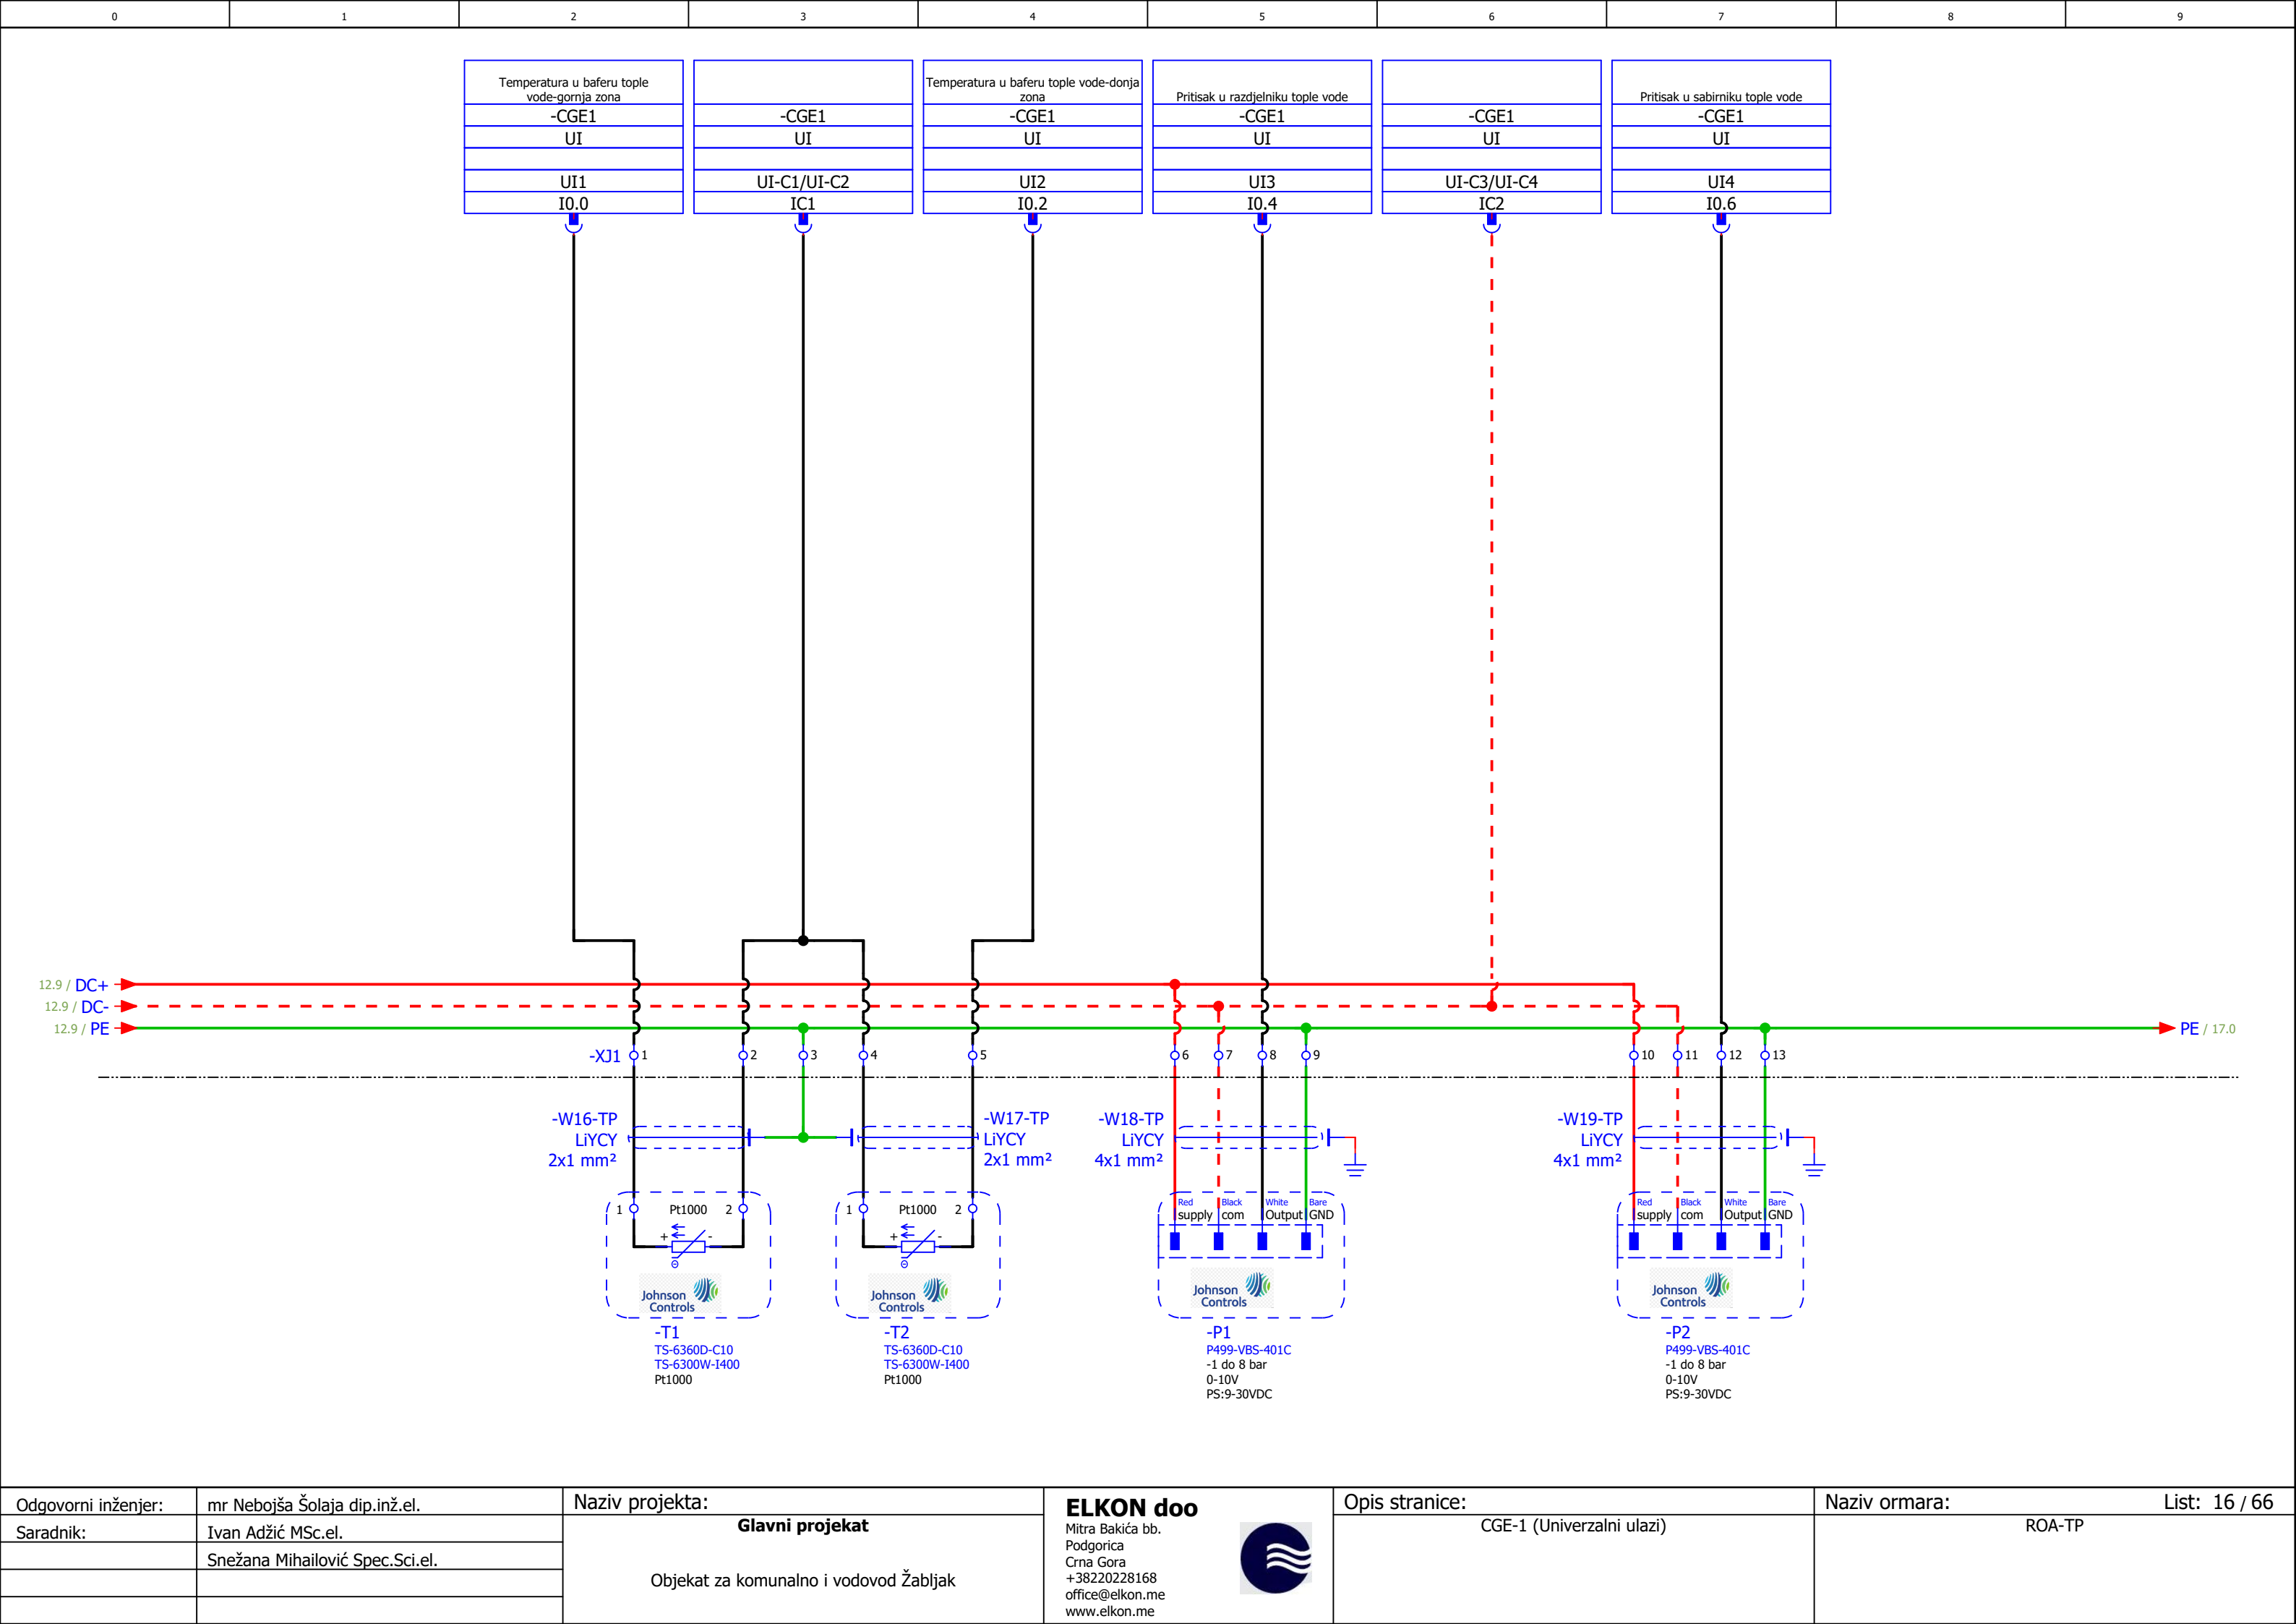 0 1 2 3 4 5 6 7 8 9
Temperatura u baferu tople
vode-gornja zona
-CGE1
UI
UI1
I0.0
-CGE1
UI
UI-C1/UI-C2
IC1
Temperatura u baferu tople vode-donja
zona
-CGE1
UI
UI2
I0.2
Pritisak u razdjelniku tople vode
-CGE1
UI
UI3
I0.4
-CGE1
UI
UI-C3/UI-C4
IC2
Pritisak u sabirniku tople vode
-CGE1
UI
UI4
I0.6
12.9 / DC+
12.9 / DC-
12.9 / PE
PE / 17.0
-XJ1 1 2 3 4 5 6 7 8 9 10 11 12 13
-W16-TP
LiYCY
2x1 mm²
-W17-TP
LiYCY
2x1 mm²
-W18-TP
LiYCY
4x1 mm²
-W19-TP
LiYCY
4x1 mm²
1 Pt1000 2
+ -
Θ
Johnson
Controls
-T1
TS-6360D-C10
TS-6300W-I400
Pt1000
1 Pt1000 2
+ -
Θ
Johnson
Controls
-T2
TS-6360D-C10
TS-6300W-I400
Pt1000
Red Black White Bare
supply com Output GND
Johnson
Controls
-P1
P499-VBS-401C
-1 do 8 bar
0-10V
PS:9-30VDC
Red Black White Bare
supply com Output GND
Johnson
Controls
-P2
P499-VBS-401C
-1 do 8 bar
0-10V
PS:9-30VDC
Odgovorni inženjer: mr Nebojša Šolaja dip.inž.el.
Saradnik: Ivan Adžić MSc.el.
Snežana Mihailović Spec.Sci.el.
Naziv projekta:
Glavni projekat
Objekat za komunalno i vodovod Žabljak
ELKON doo
Mitra Bakića bb.
Podgorica
Crna Gora
+38220228168
office@elkon.me
www.elkon.me
Opis stranice:
CGE-1 (Univerzalni ulazi)
Naziv ormara: List: 16 / 66
ROA-TP